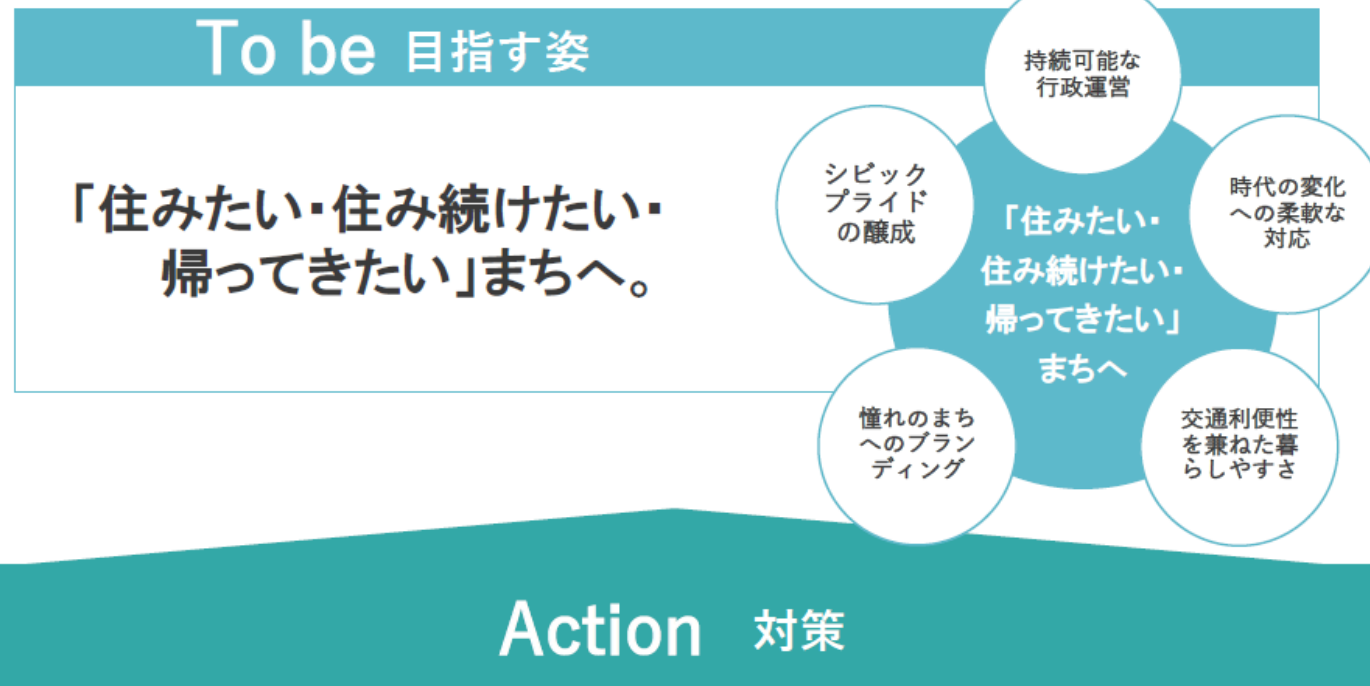 To be 目指す姿
「住みたい・住み続けたい・
帰ってきたい」まちへ。
持続可能な
行政運営
シビック
プライド
の醸成
時代の変化
への柔軟な
対応
「住みたい・
住み続けたい・
帰ってきたい」
まちへ
憧れのまち
へのブラン
ディング
交通利便性
を兼ねた暮
らしやすさ
Action 対策